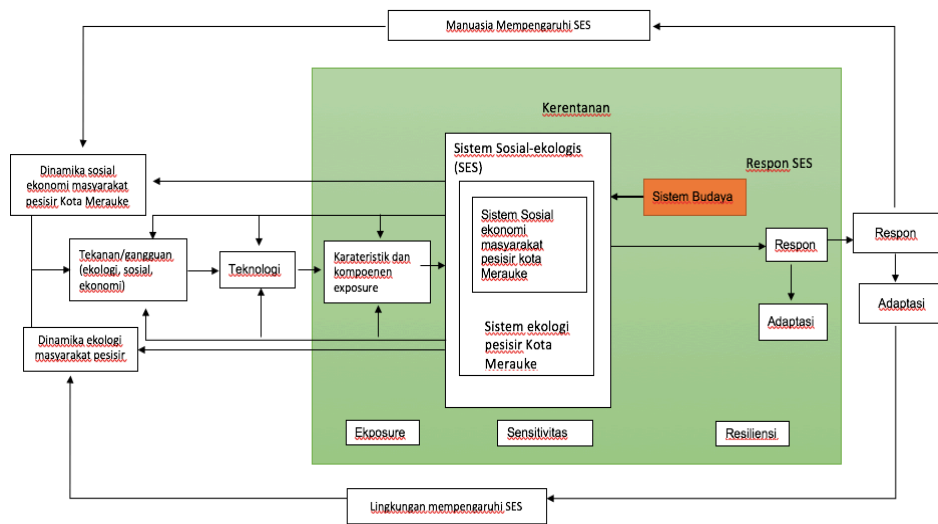 Manuasia Mempengaruhi SES
Kerentanan
Sistem Sosial-ekologis
(SES)
Respon SES
Dinamika sosial
ekonomi masyarakat
pesisir Kota Merauke
Sistem Budaya
Sistem Sosial
ekonomi
masyarakat
pesisir kota
Merauke
Tekanan/gangguan
(ekologi, sosial,
ekonomi)
Teknologi
Karateristik dan
kompoenen
exposure
Respon
Respon
Adaptasi
Adaptasi
Sistem ekologi
pesisir Kota
Merauke
Dinamika ekologi
masyarakat pesisir
Ekposure
Sensitivitas
Resiliensi
Lingkungan mempengaruhi SES